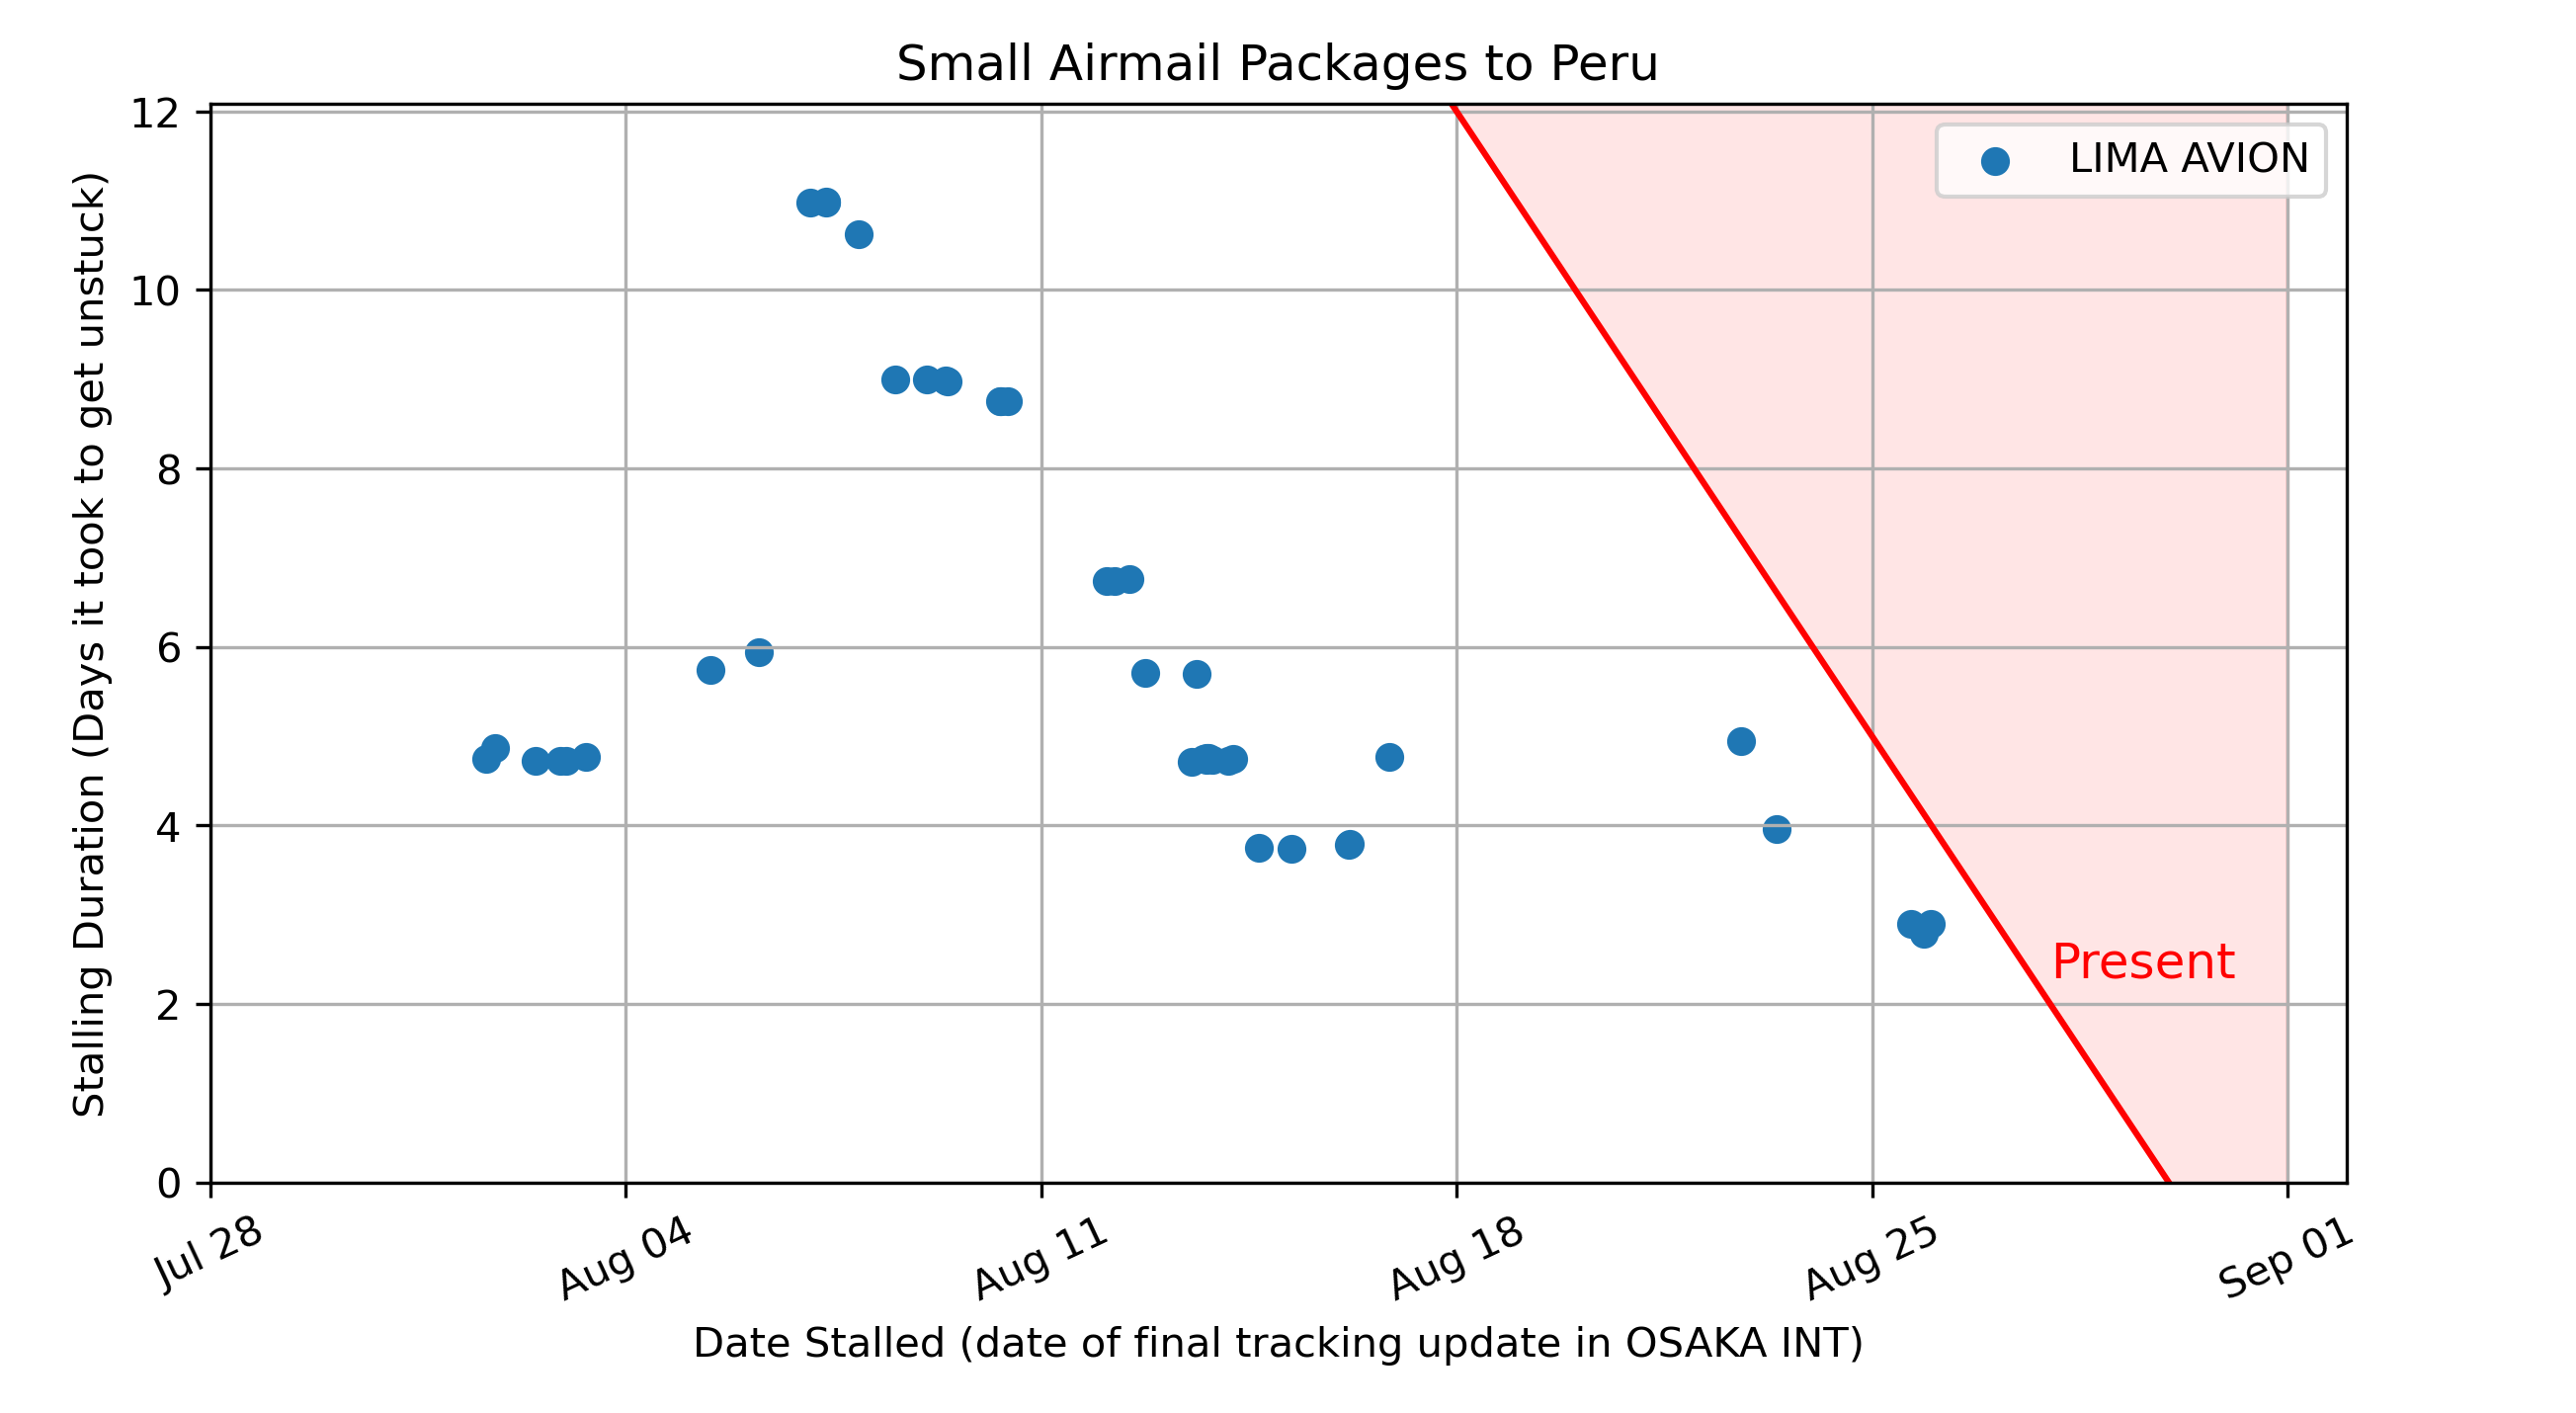 Small Airmail Packages to Peru
Stalling Duration (Days it took to get unstuck)
12
10
8
6
4
2
0
LIMA AVION
Present
Jul 28
Aug 04
Aug 11
Aug 18
Aug 25
Sep 01
Date Stalled (date of final tracking update in OSAKA INT)